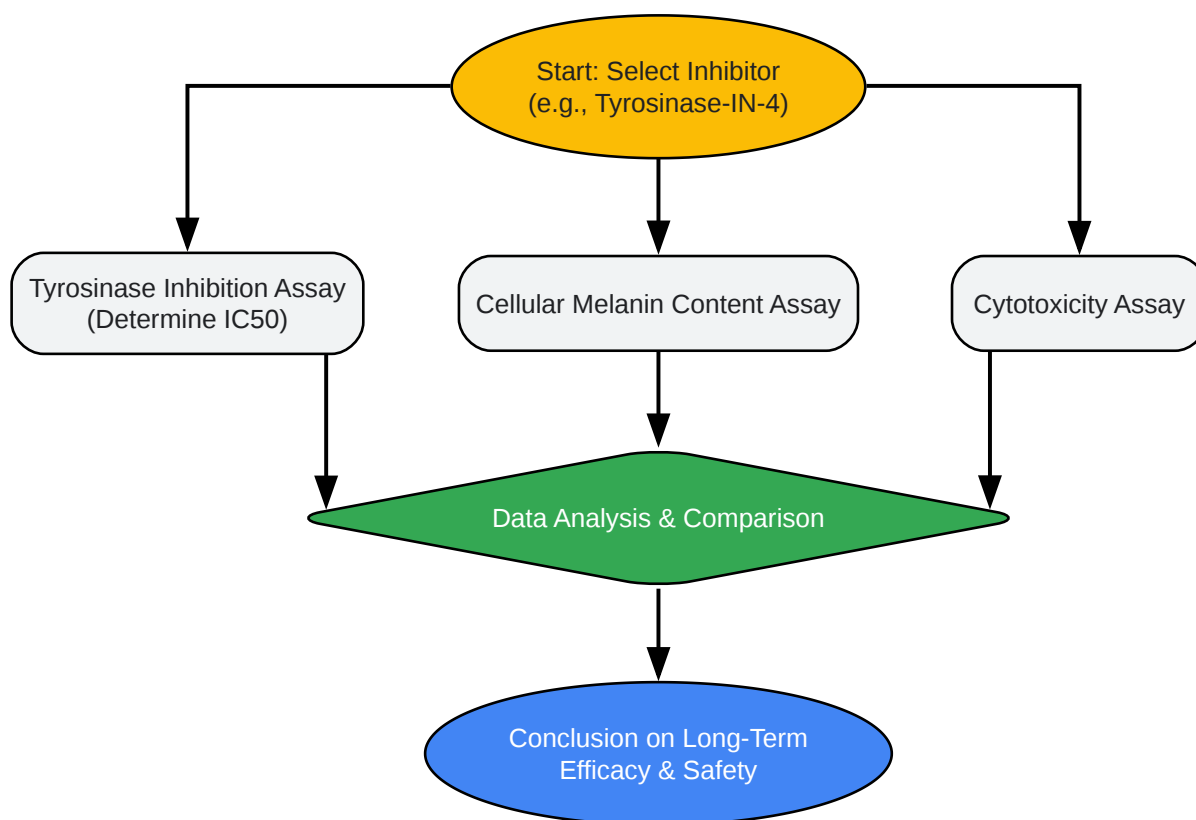 Start: Select Inhibitor
(e.g., Tyrosinase-IN-4)
Tyrosinase Inhibition Assay
(Determine IC50)
Cellular Melanin Content Assay
Cytotoxicity Assay
Data Analysis & Comparison
Conclusion on Long-Term
Efficacy & Safety